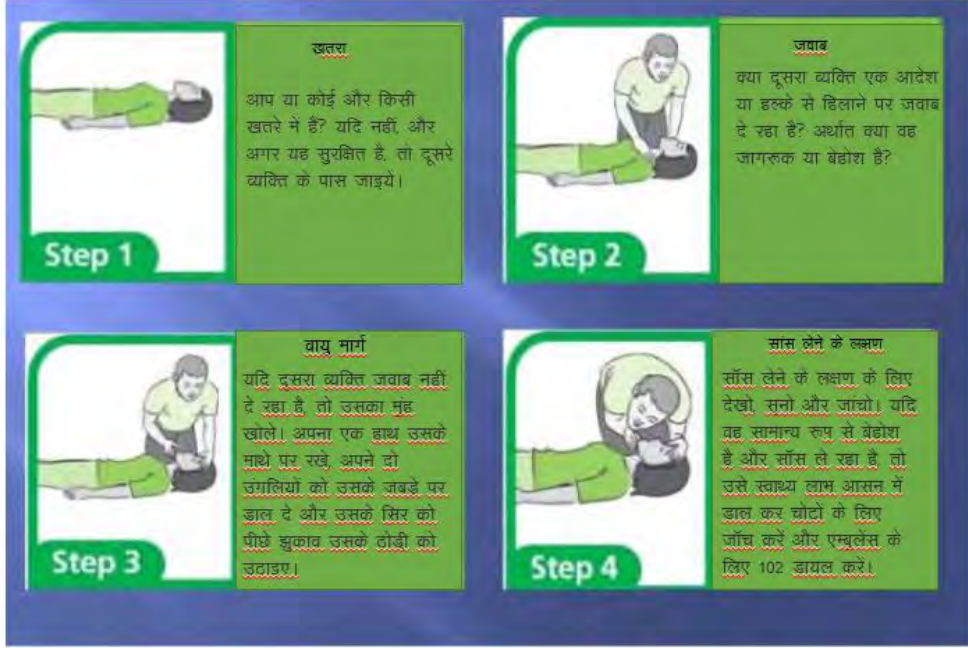 खतरा
आप या कोई और किसी
खतरे में हैं? यदि नहीं, और
अगर यह सुरक्षित है, तो दूसरे
व्यक्ति के पास जाइये।
Step 1
जवाब
क्या दूसरा व्यक्ति एक आदेश
या हल्के से हिलाने पर जवाब
दे रहा है? अर्थात क्या वह
जागरुक या बेहोश है?
Step 2
वायु मार्ग
यदि दुसरा व्यक्ति जवाब नहीं
दे रहा है, तो उसका मुंह
खोले। अपना एक हाथ उसके
माथे पर रखे, अपने दो
उंगलियों को उसके जबड़े पर
डाल दे और उसके सिर को
पीछे झुकाव उसके ठोडी को
उठाइए।
Step 3
सांस लेने के लक्षण
सॉस लेने के लक्षण के लिए
देखो, सुनो और जांचो। यदि
वह सामान्य रुप से बेहोश
है और सॉस ले रहा है, तो
उसे स्वाथ्य लाभ आसन में
डाल कर चोटों के लिए
जॉच करें और एम्बुलेंस के
लिए 102 डायल करें।
Step 4